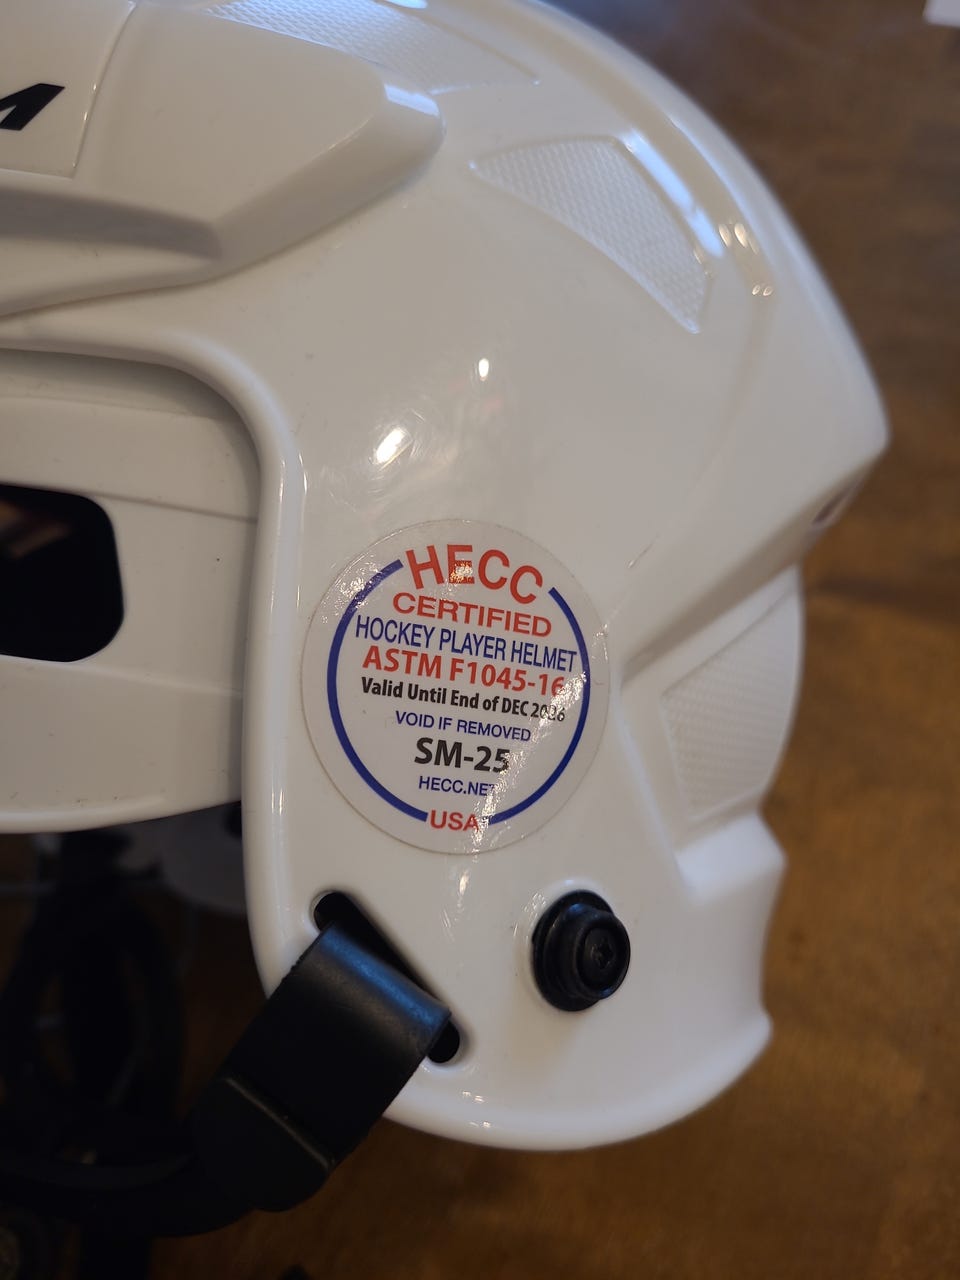 HECC
CERTIFIED
HOCKEY PLAYER HELMET
ASTM F1045-16
Valid Until End of DEC
VOID IF REMOVED
SM-25
HECC.NET
USA